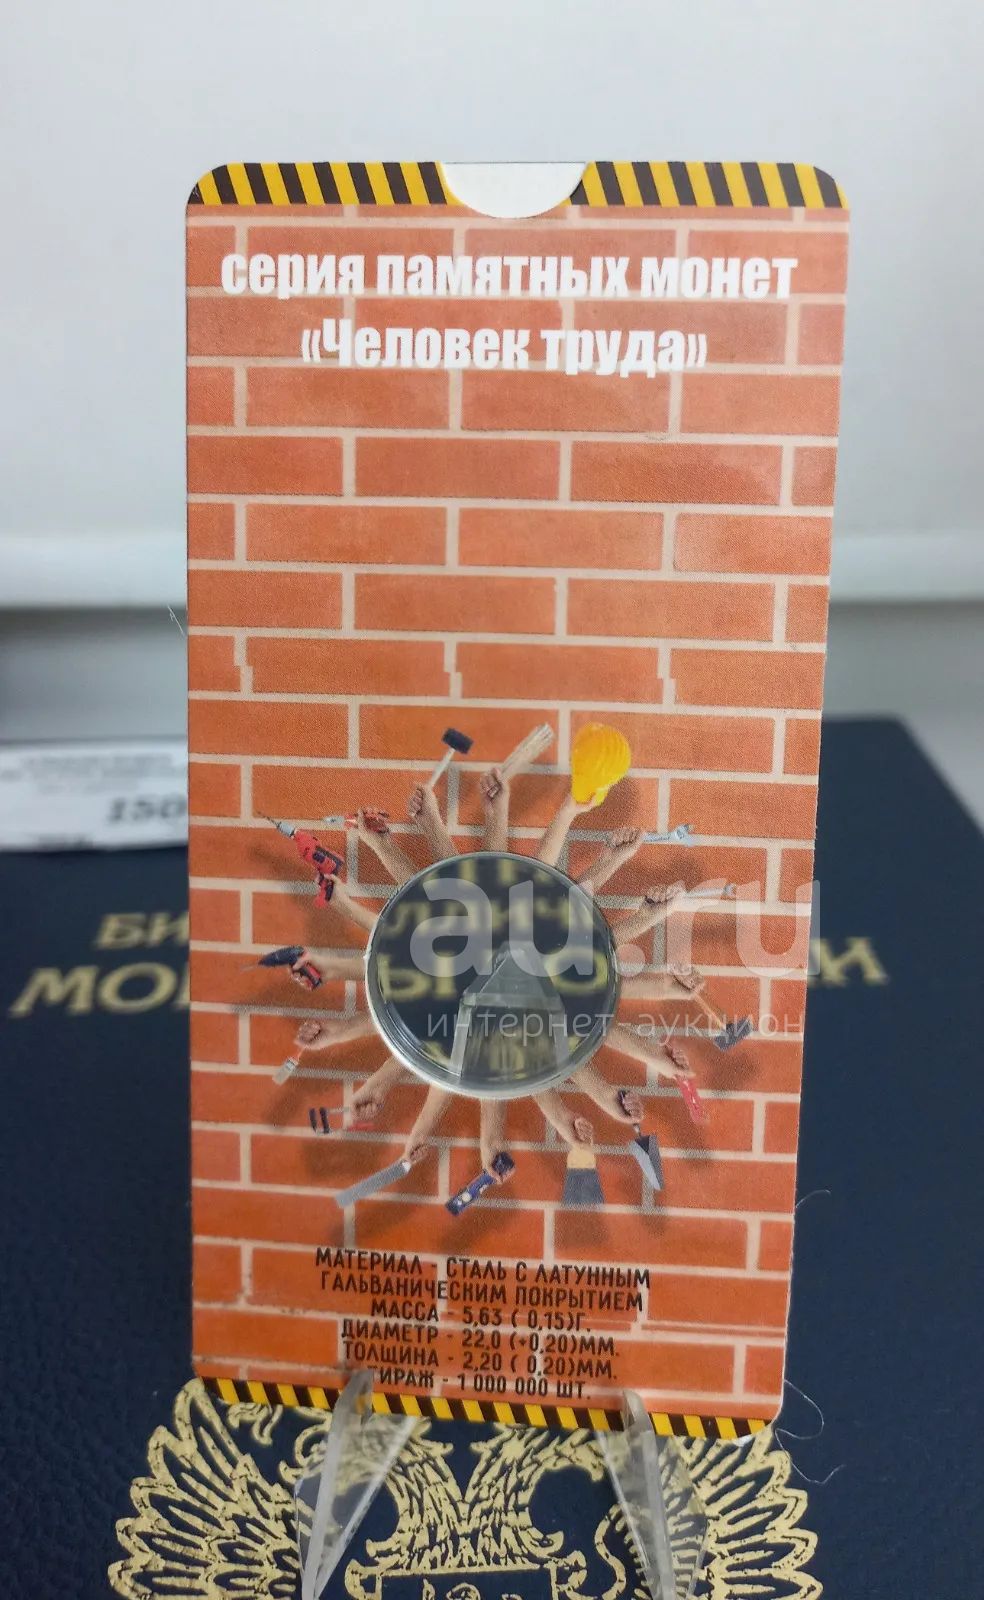 серия памятных монет
«Человек труда»
150
au.ru
интернет аукцион
МАТЕРИАЛ - СТАЛЬ С ЛАТУННЫМ
ГАЛЬВАНИЧЕСКИМ ПОКРЫТИЕМ
МАССА - 5,63 ( 0,15)Г.
ДИАМЕТР - 22,0 (+0,20)ММ.
ТОЛЩИНА - 2,20 ( 0,20)ММ.
ТИРАЖ - 1 000 000 ШТ.